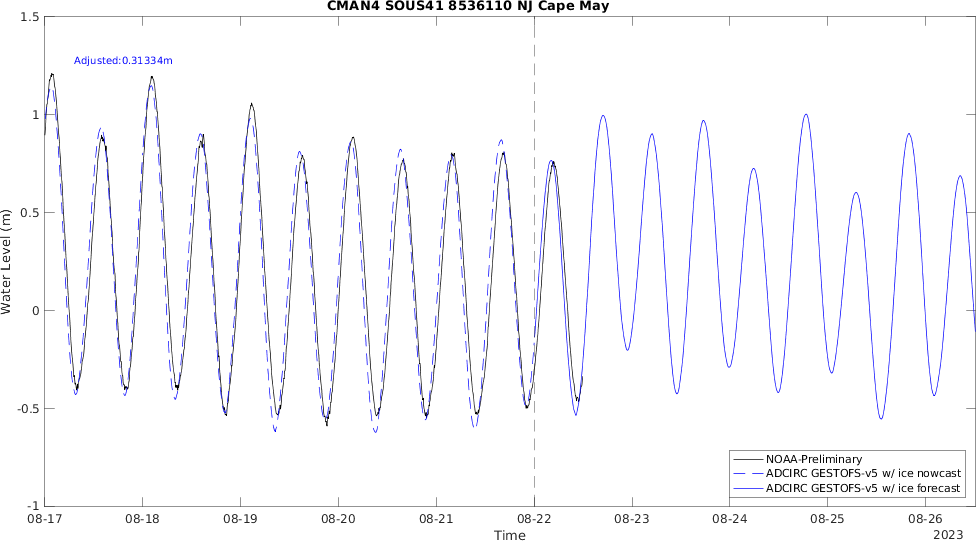 CMAN4 SOUS41 8536110 NJ Cape May
1.5
Adjusted:0.31334m
1
0.5
Water Level (m)
0
-0.5
NOAA-Preliminary
ADCIRC GESTOFS-v5 w/ ice nowcast
ADCIRC GESTOFS-v5 w/ ice forecast
-1
08-17 08-18 08-19 08-20 08-21 08-22 08-23 08-24 08-25 08-26
Time
2023